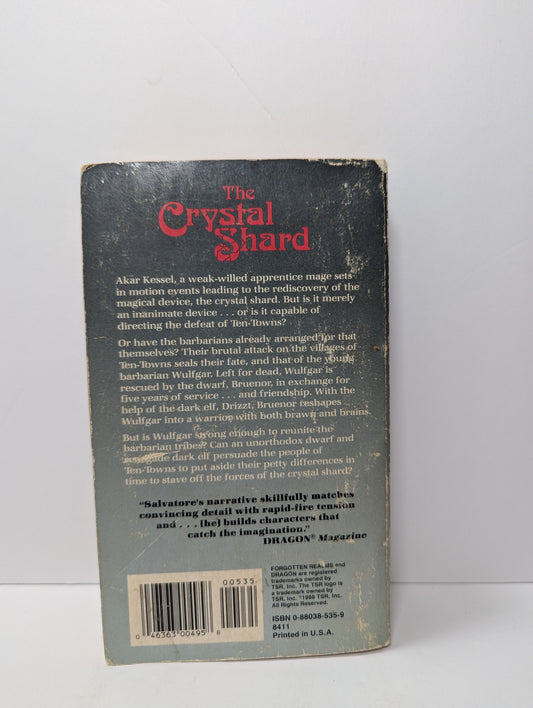 The
Crystal
Shard
Akar Kessel, a weak-willed apprentice mage sets
in motion events leading to the rediscovery of the
magical device, the crystal shard. But is it merely
an inanimate device . . . or is it capable of
directing the defeat of Ten-Towns?
Or have the barbarians already arranged for that
themselves? Their brutal attack on the villages of
Ten-Towns seals their fate, and that of the young
barbarian Wulfgar. Left for dead, Wulfgar is
rescued by the dwarf, Bruenor, in exchange for
five years of service . . . and friendship. With the
help of the dark elf, Drizzt, Bruenor reshapes
Wulfgar into a warrior with both brawn and brains.
But is Wulfgar strong enough to reunite the
barbarian tribes? Can an unorthodox dwarf and
dark elf persuade the people of
Ten-Towns to put aside their petty differences in
time to stave off the forces of the crystal shard?
"Salvatore's narrative skillfully matches
convincing detail with rapid-fire tension
and . . . [he] builds characters that
catch the imagination."
DRAGON® Magazine
FORGOTTEN REALMS and
DRAGON are registered
trademarks owned by
TSR, Inc. The TSR logo is
a trademark owned by
TSR, Inc. ©1988 TSR, Inc.
All Rights Reserved.
ISBN 0-88038-535-9
8411
Printed in U.S.A.
00535
0 46363 00495 8